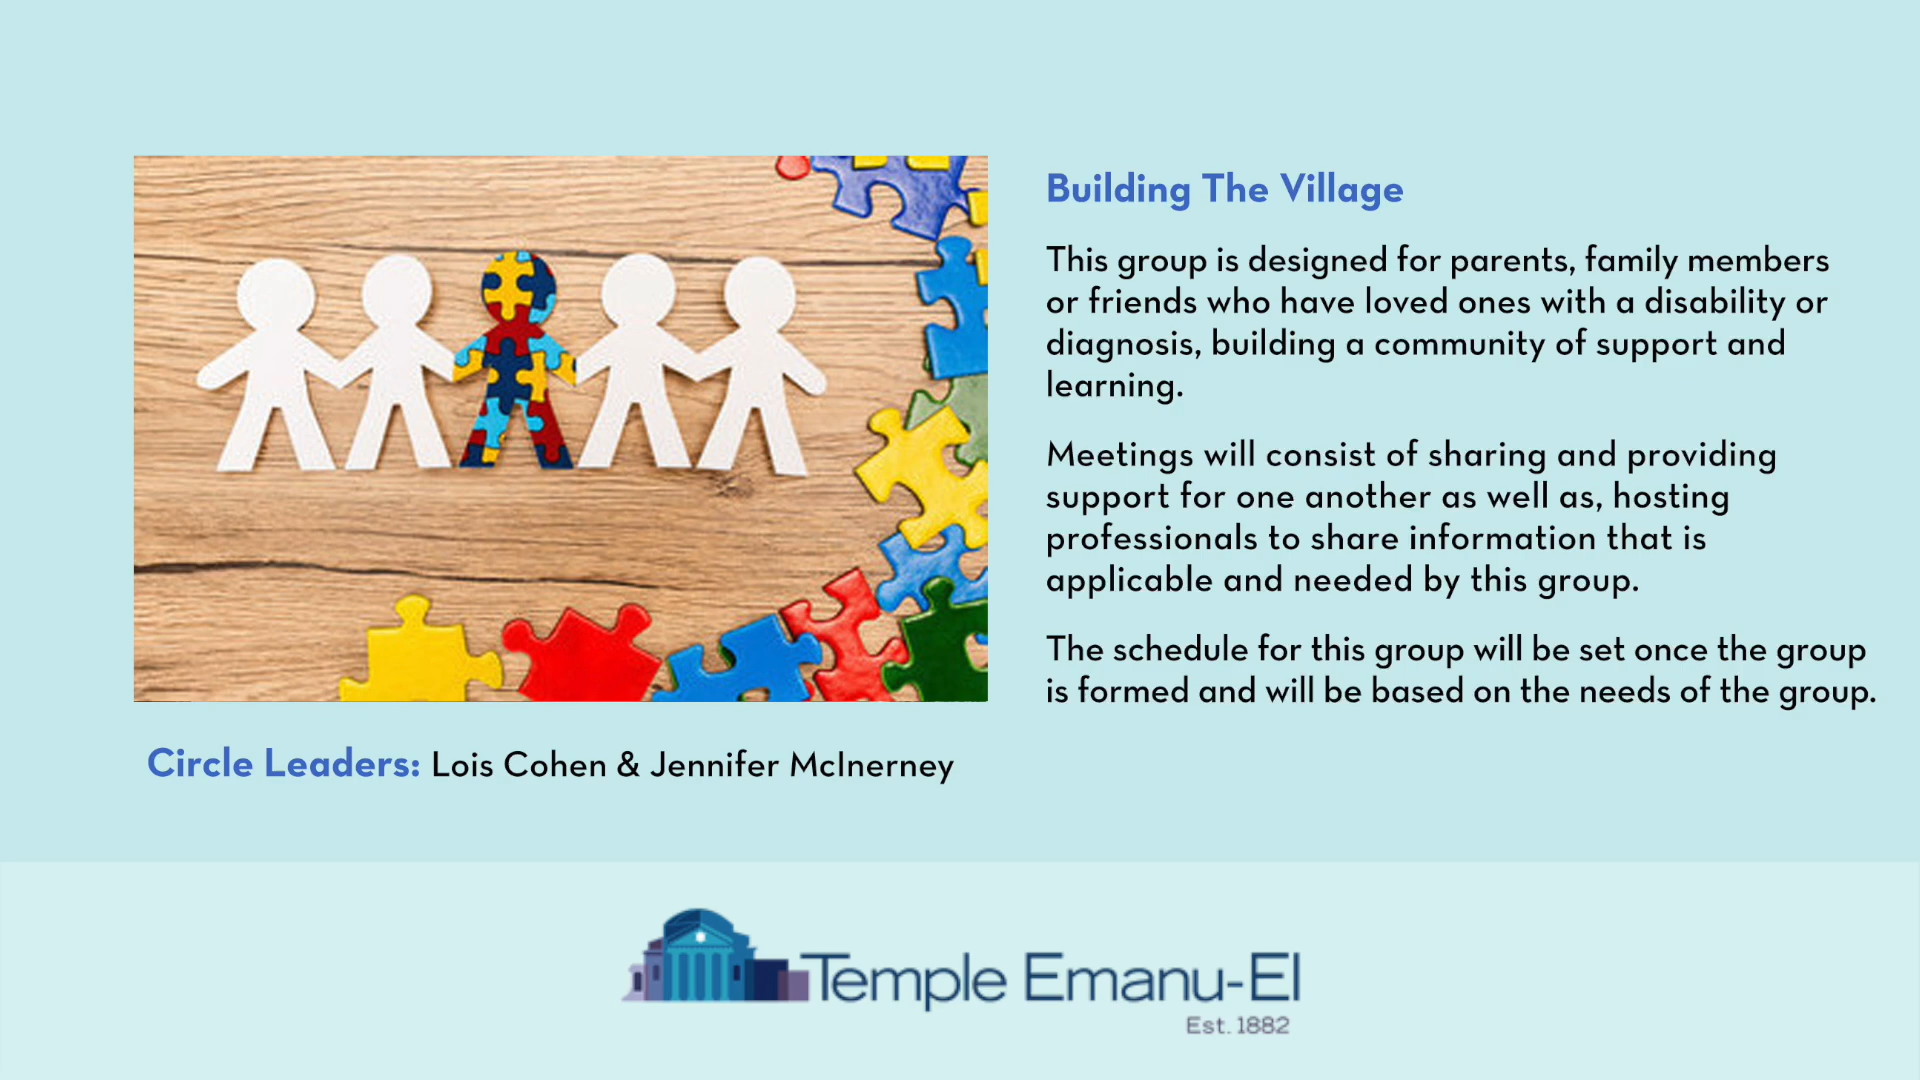 Building The Village
This group is designed for parents, family members
or friends who have loved ones with a disability or
diagnosis, building a community of support and
learning.
Meetings will consist of sharing and providing
support for one another as well as, hosting
professionals to share information that is
applicable and needed by this group.
The schedule for this group will be set once the group
is formed and will be based on the needs of the group.
Circle Leaders: Lois Cohen & Jennifer McInerney
Temple Emanu-El
Est. 1882